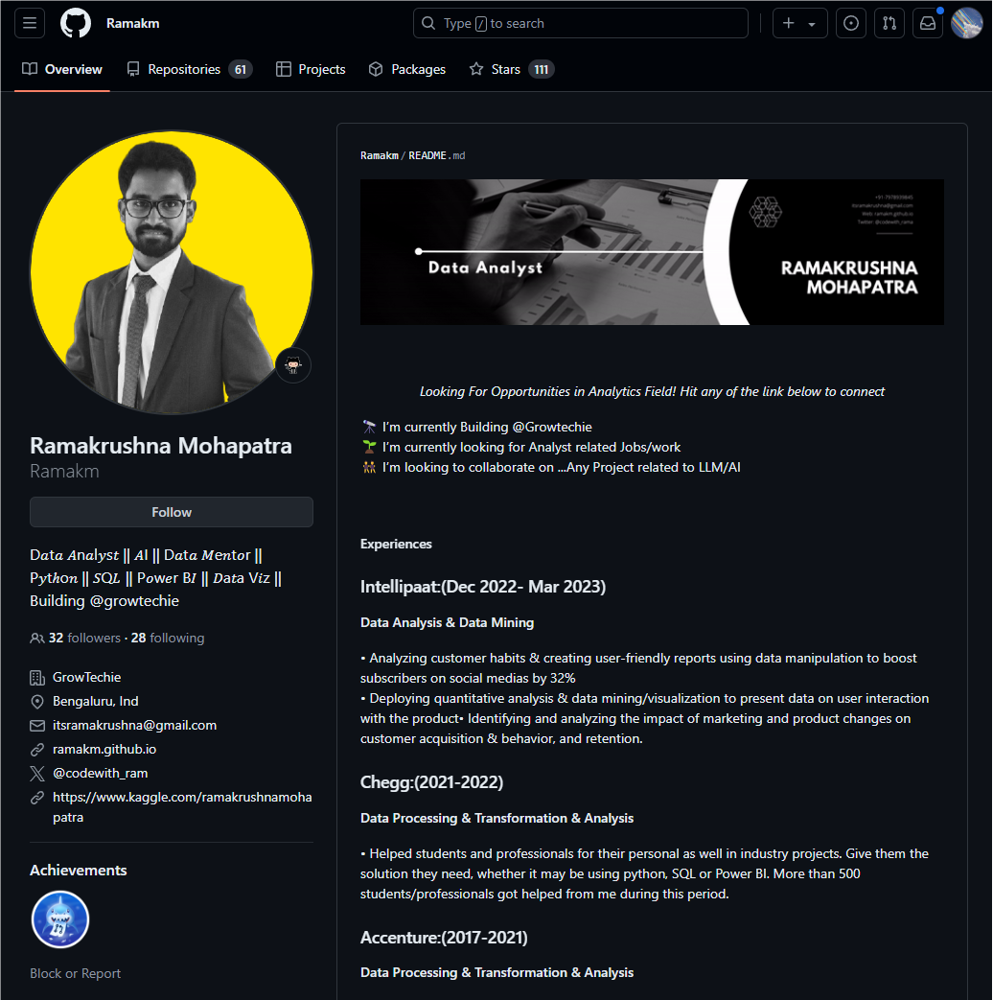 Ramakm
Type / to search
Overview
Repositories 61
Projects
Packages
Stars 111
Ramakrushna Mohapatra
Ramakm
Follow
Data Analyst || AI || Data Mentor ||
Python || SQL || Power BI || Data Viz ||
Building @growtechie
32 followers · 28 following
GrowTechie
Bengaluru, Ind
itsramakrushna@gmail.com
ramakm.github.io
@codewith_ram
https://www.kaggle.com/ramakrushnamoha
patra
Achievements
Block or Report
Ramakm / README.md
Data Analyst
itsramakrushna@gmail.com
Web: ramakm.github.io
Twitter: @codewith_rama
RAMAKRUSHNA
MOHAPATRA
Looking For Opportunities in Analytics Field! Hit any of the link below to connect
🔭 I’m currently Building @Growtechie
🌱 I’m currently looking for Analyst related Jobs/work
👯 I’m looking to collaborate on ...Any Project related to LLM/AI
Experiences
Intellipaat:(Dec 2022- Mar 2023)
Data Analysis & Data Mining
• Analyzing customer habits & creating user-friendly reports using data manipulation to boost
subscribers on social medias by 32%
• Deploying quantitative analysis & data mining/visualization to present data on user interaction
with the product• Identifying and analyzing the impact of marketing and product changes on
customer acquisition & behavior, and retention.
Chegg:(2021-2022)
Data Processing & Transformation & Analysis
• Helped students and professionals for their personal as well in industry projects. Give them the
solution they need, whether it may be using python, SQL or Power BI. More than 500
students/professionals got helped from me during this period.
Accenture:(2017-2021)
Data Processing & Transformation & Analysis